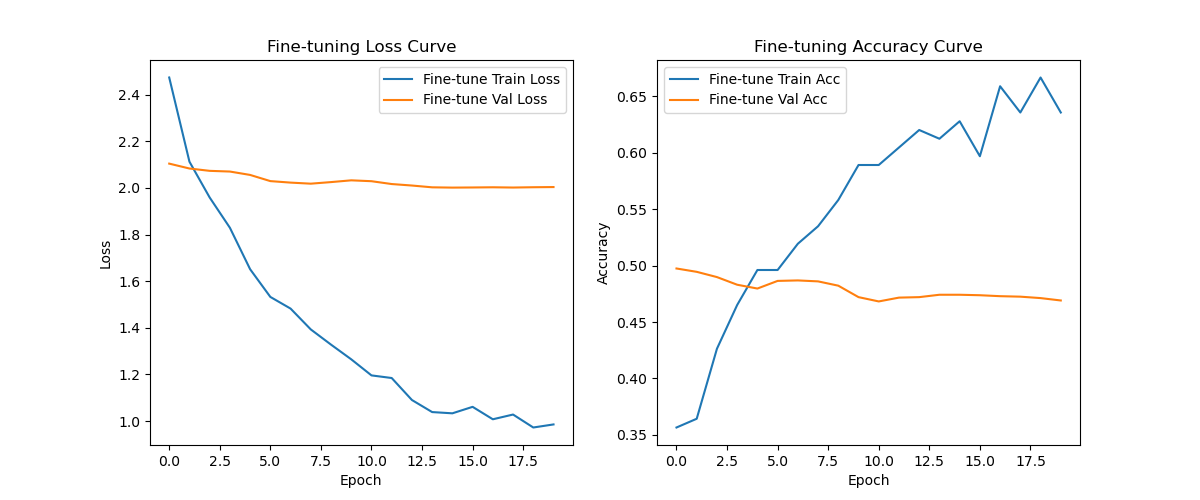 Fine-tuning Loss Curve
Fine-tune Train Loss
Fine-tune Val Loss
2.4
2.2
2.0
1.8
1.6
1.4
1.2
1.0
Loss
0.0 2.5 5.0 7.5 10.0 12.5 15.0 17.5
Epoch
Fine-tuning Accuracy Curve
Fine-tune Train Acc
Fine-tune Val Acc
0.65
0.60
0.55
0.50
0.45
0.40
0.35
Accuracy
0.0 2.5 5.0 7.5 10.0 12.5 15.0 17.5
Epoch